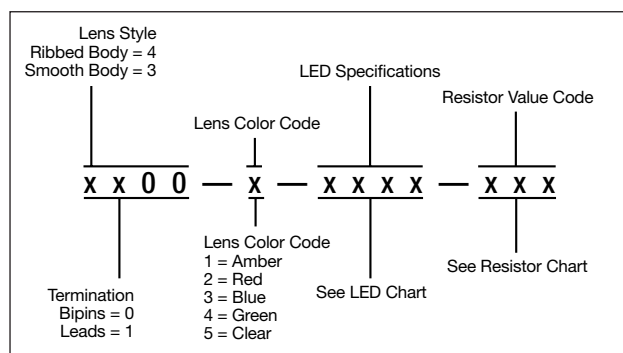 Lens Style
Ribbed Body = 4
Smooth Body = 3
LED Specifications
Resistor Value Code
Lens Color Code
x x 0 0 — x — x x x x — x x x
Lens Color Code
1 = Amber
2 = Red
3 = Blue
4 = Green
5 = Clear
See LED Chart
See Resistor Chart
Termination
Bipins = 0
Leads = 1